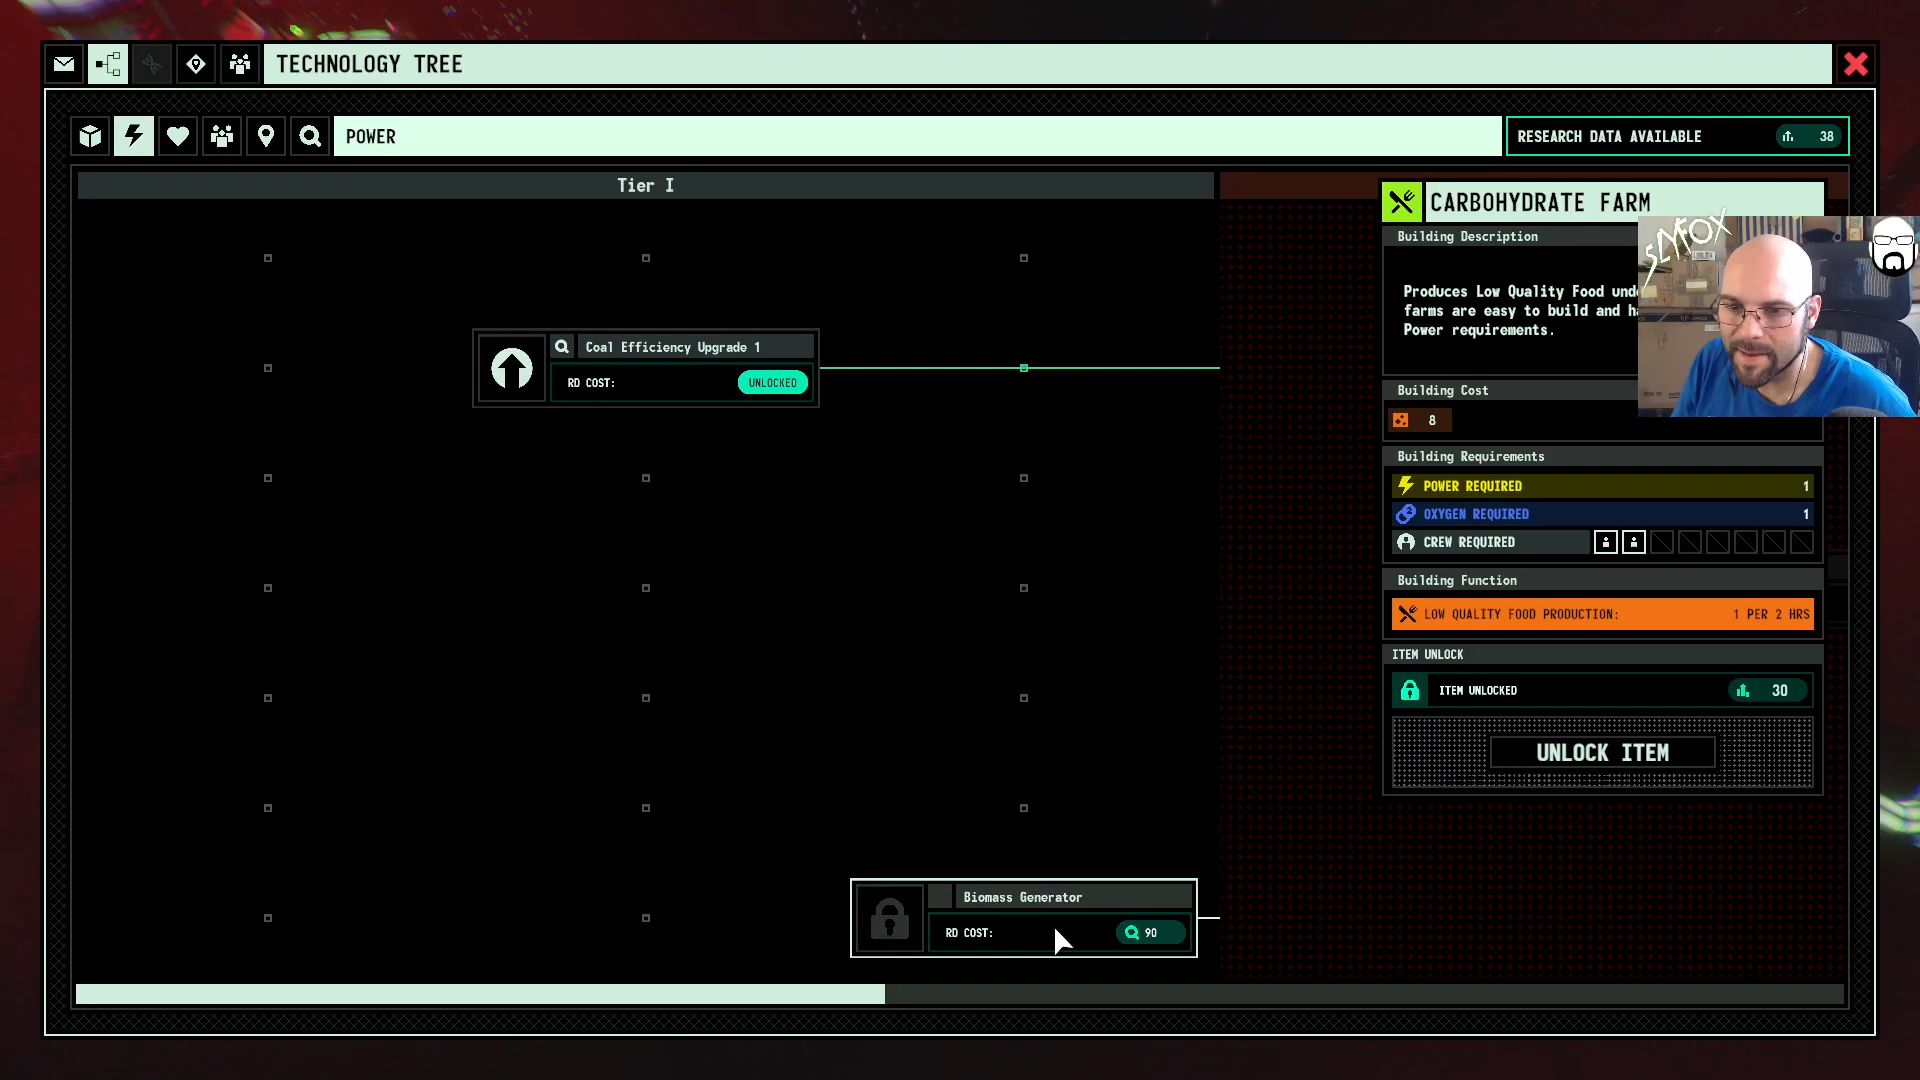 TECHNOLOGY TREE
POWER
RESEARCH DATA AVAILABLE 38
Tier I
Coal Efficiency Upgrade 1
RD COST: UNLOCKED
Biomass Generator
RD COST: 90
CARBOHYDRATE FARM
Building Description
Produces Low Quality Food
farms are easy to build and
Power requirements.
Building Cost
8
Building Requirements
POWER REQUIRED 1
OXYGEN REQUIRED 1
CREW REQUIRED
Building Function
LOW QUALITY FOOD PRODUCTION: 1 PER 2 HRS
ITEM UNLOCK
ITEM UNLOCKED 30
UNLOCK ITEM